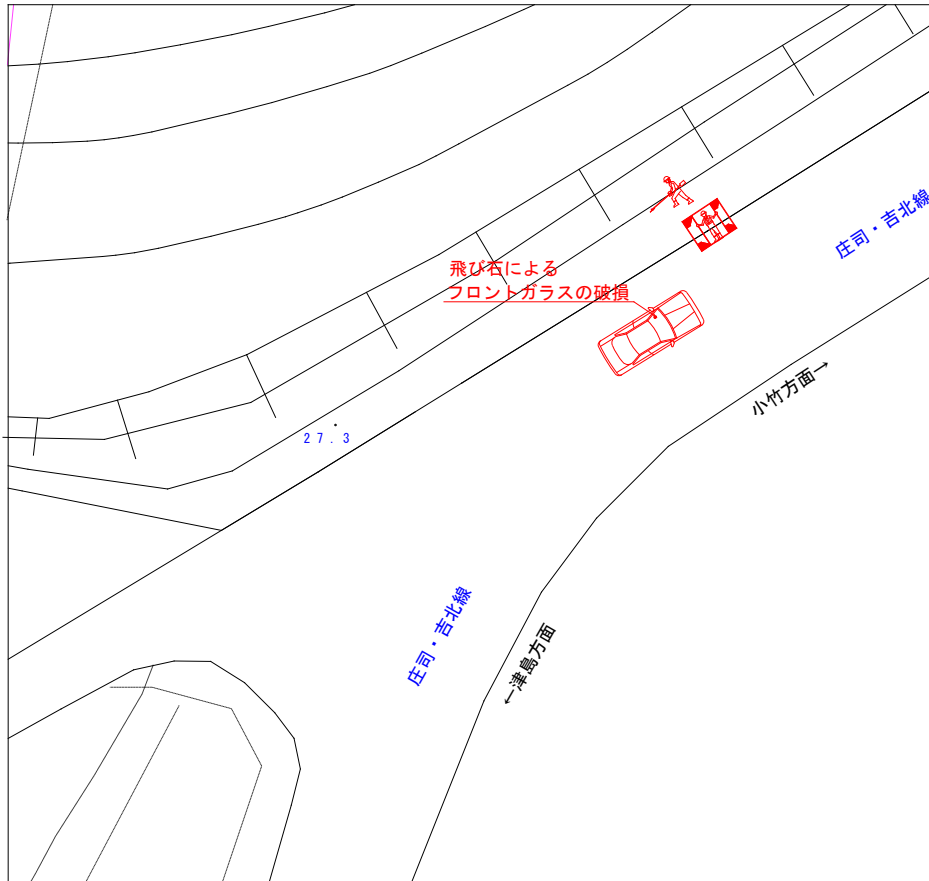 庄司・吉北線
飛び石による
フロントガラスの破損
小竹方面→
27.3
庄司・吉北線
←津島方面